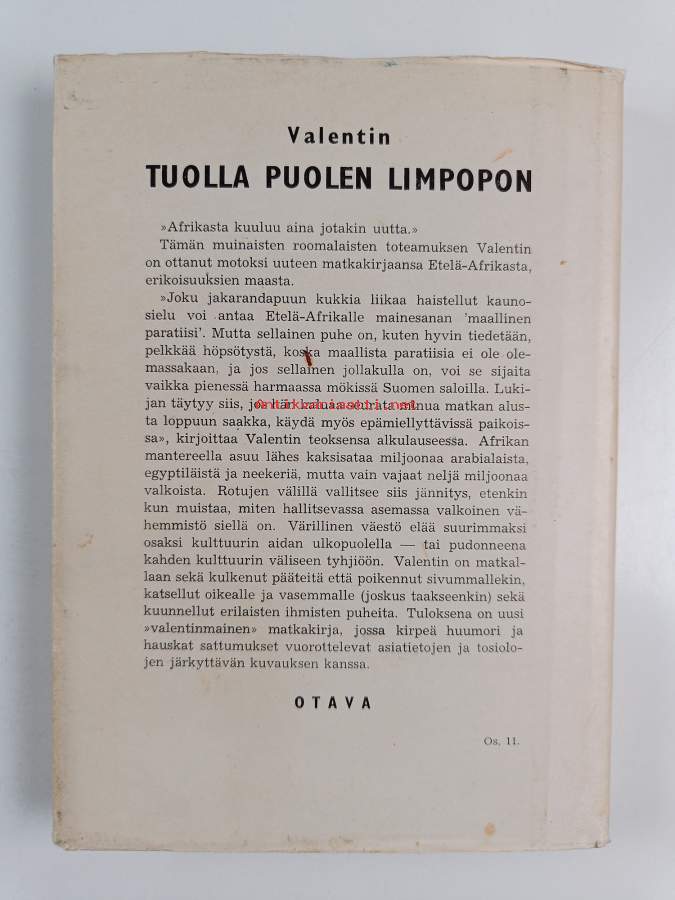 Valentin
TUOLLA PUOLEN LIMPOPON
»Afrikasta kuuluu aina jotakin uutta.»
Tämän muinaisten roomalaisten toteamuksen Valentin
on ottanut motoksi uuteen matkakirjaansa Etelä-Afrikasta,
erikoisuuksien maasta.
»Joku jakarandapuun kukkia liikaa haistellut kauno-
sielu voi antaa Etelä-Afrikalle mainesanan 'maallinen
paratiisi'. Mutta sellainen puhe on, kuten hyvin tiedetään,
pelkkää höpsötystä, koska maallista paratiisia ei ole ole-
massakaan, ja jos sellainen jollakulla on, voi se sijaita
vaikka pienessä harmaassa mökissä Suomen saloilla. Luki-
jan täytyy siis, jos hän haluaa seurata minua matkan alus-
ta loppuun saakka, käydä myös epämiellyttävissä paikois-
sa», kirjoittaa Valentin teoksensa alkulauseessa. Afrikan
mantereella asuu lähes kaksisataa miljoonaa arabialaista,
egyptiläistä ja neekeriä, mutta vain vajaat neljä miljoonaa
valkoista. Rotujen välillä vallitsee siis jännitys, etenkin
kun muistaa, miten hallitsevassa asemassa valkoinen vä-
hemmistö siellä on. Värillinen väestö elää suurimmaksi
osaksi kulttuurin aidan ulkopuolella — tai pudonneena
kahden kulttuurin väliseen tyhjiöön. Valentin on matkal-
laan sekä kulkenut pääteitä että poikennut sivummallekin,
katsellut oikealle ja vasemmalle (joskus taakseenkin) sekä
kuunnellut erilaisten ihmisten puheita. Tuloksena on uusi
»valentinmainen» matkakirja, jossa kirpeä huumori ja
hauskat sattumukset vuorottelevat asiatietojen ja tosiolo-
jen järkyttävän kuvauksen kanssa.
OTAVA
Os. 11.